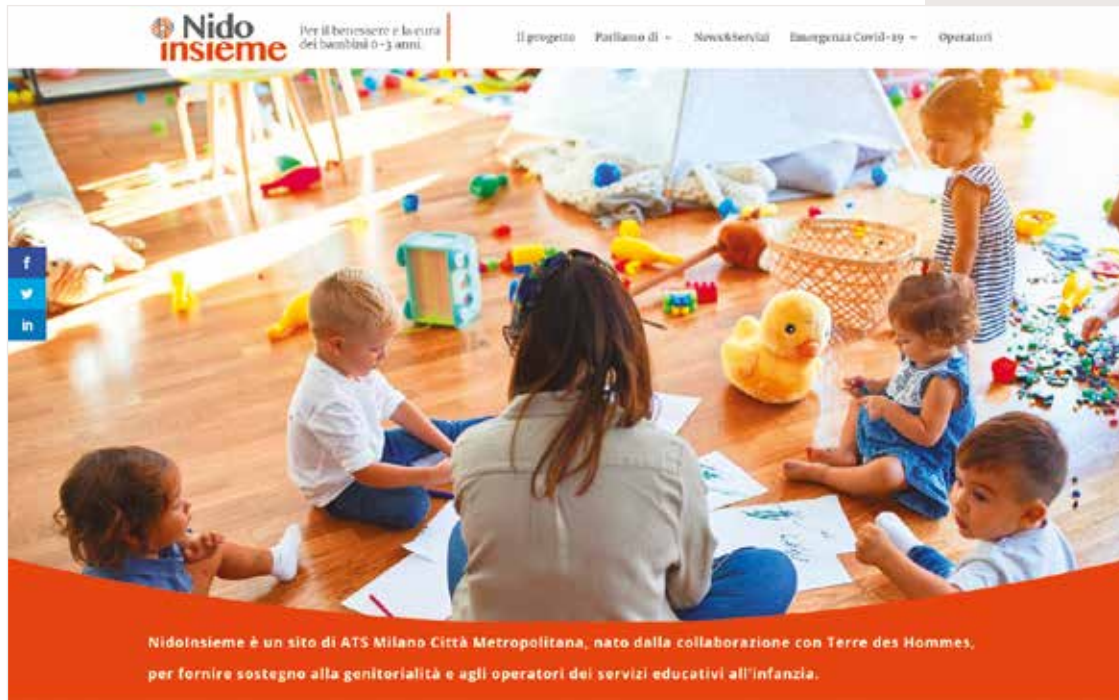 Nido
insieme
Per il benessere e la cura
dei bambini 0-3 anni.
Il progetto Parliamo di News&Servizi Emergenza Covid-19 Operatori
f
in
NidoInsieme è un sito di ATS Milano Città Metropolitana, nato dalla collaborazione con Terre des Hommes,
per fornire sostegno alla genitorialità e agli operatori dei servizi educativi all'infanzia.